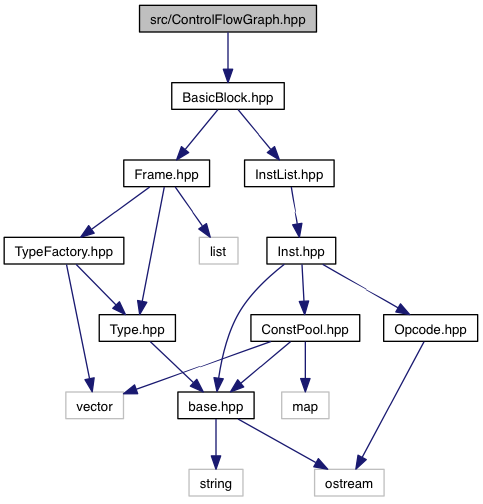 src/ControlFlowGraph.hpp
BasicBlock.hpp
Frame.hpp
InstList.hpp
TypeFactory.hpp
list
Inst.hpp
Type.hpp
ConstPool.hpp
Opcode.hpp
vector
base.hpp
map
string
ostream